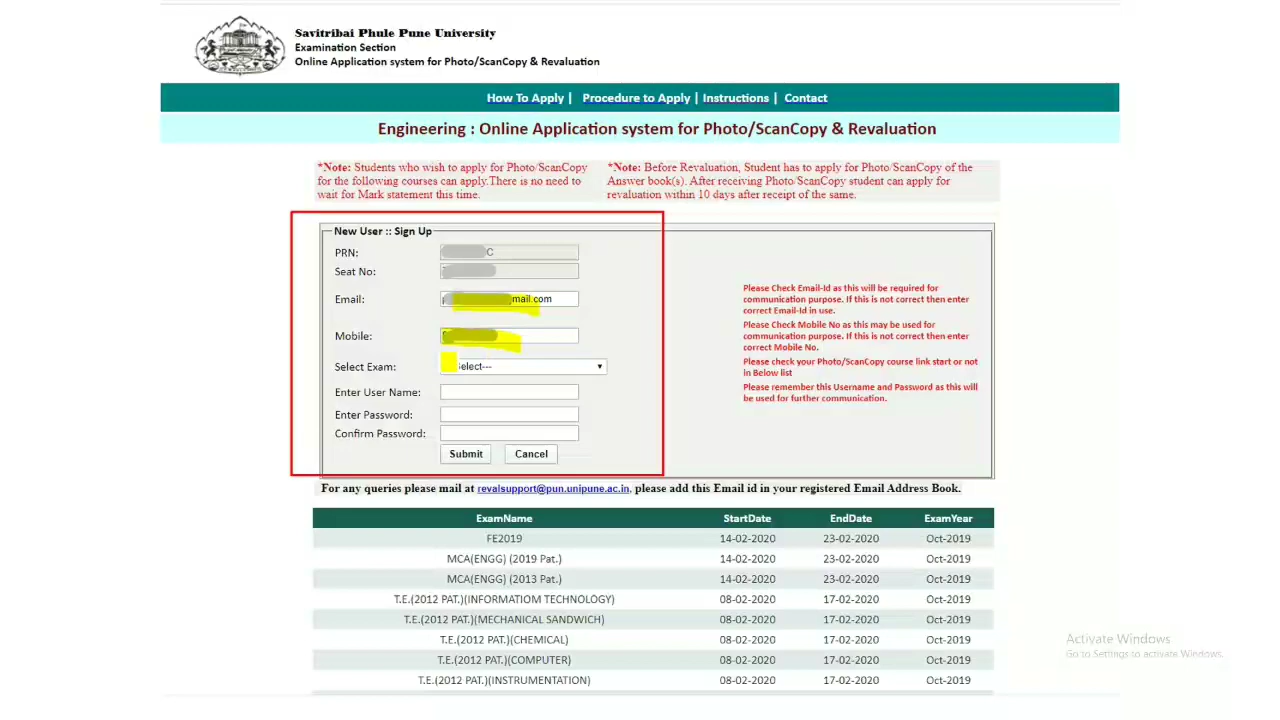 Savitribai Phule Pune University
Examination Section
Online Application system for Photo/ScanCopy & Revaluation
How To Apply | Procedure to Apply | Instructions | Contact
Engineering : Online Application system for Photo/ScanCopy & Revaluation
*Note: Students who wish to apply for Photo/ScanCopy
for the following courses can apply.There is no need to
wait for Mark statement this time.
*Note: Before Revaluation, Student has to apply for Photo/ScanCopy of the
Answer book(s). After receiving Photo/ScanCopy student can apply for
revaluation within 10 days after receipt of the same.
New User :: Sign Up
PRN: C
Seat No:
Email: mail.com
Mobile:
Select Exam: Select---
Enter User Name:
Enter Password:
Confirm Password:
Submit Cancel
Please Check Email-Id as this will be required for
communication purpose. If this is not correct then enter
correct Email-Id in use.
Please Check Mobile No as this may be used for
communication purpose. If this is not correct then enter
correct Mobile No.
Please check your Photo/ScanCopy course link start or not
in Below list
Please remember this Username and Password as this will
be used for further communication.
For any queries please mail at revalsupport@pun.unipune.ac.in, please add this Email id in your registered Email Address Book.
ExamName StartDate EndDate ExamYear
FE2019 14-02-2020 23-02-2020 Oct-2019
MCA(ENGG) (2019 Pat.) 14-02-2020 23-02-2020 Oct-2019
MCA(ENGG) (2013 Pat.) 14-02-2020 23-02-2020 Oct-2019
T.E.(2012 PAT.)(INFORMATIOM TECHNOLOGY) 08-02-2020 17-02-2020 Oct-2019
T.E.(2012 PAT.)(MECHANICAL SANDWICH) 08-02-2020 17-02-2020 Oct-2019
T.E.(2012 PAT.)(CHEMICAL) 08-02-2020 17-02-2020 Oct-2019
T.E.(2012 PAT.)(COMPUTER) 08-02-2020 17-02-2020 Oct-2019
T.E.(2012 PAT.)(INSTRUMENTATION) 08-02-2020 17-02-2020 Oct-2019
Activate Windows
Go to Settings to activate Windows.